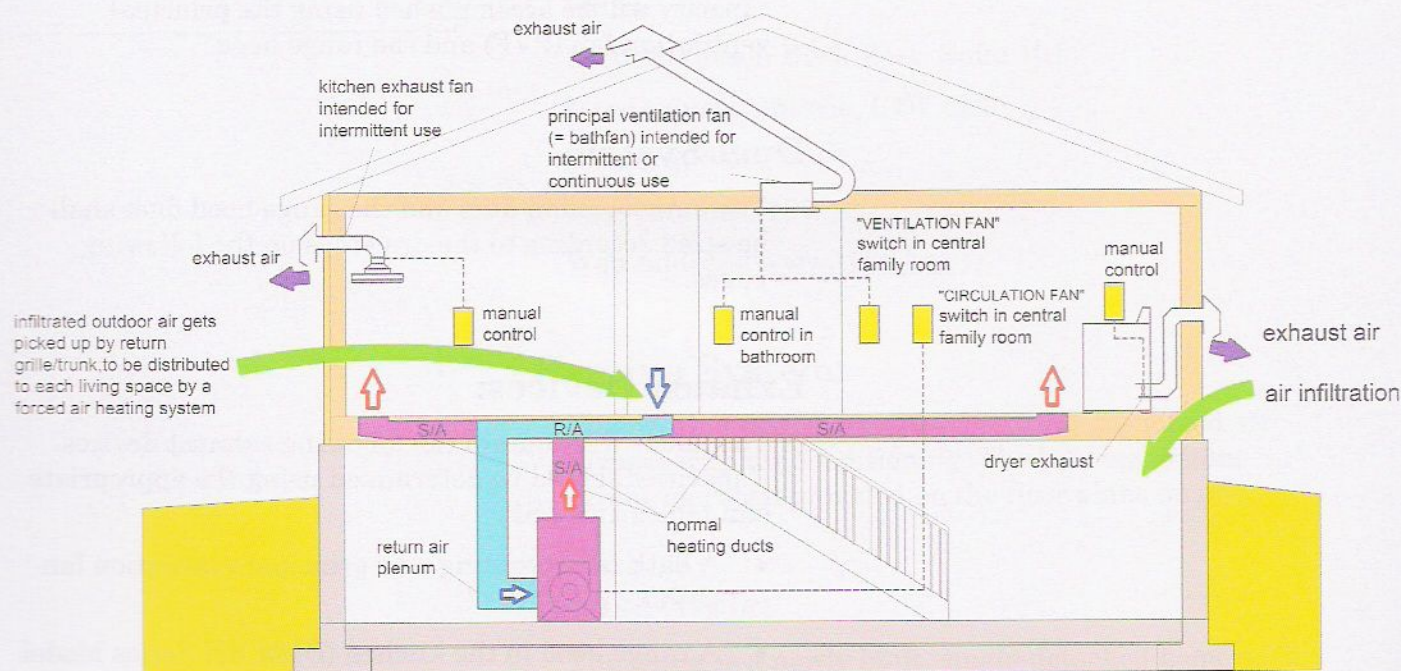 exhaust air
kitchen exhaust fan
intended for
intermittent use
principal ventilation fan
(= bathfan) intended for
intermittent or
continuous use
"VENTILATION FAN"
switch in central
family room
manual
control
exhaust air
"CIRCULATION FAN"
switch in central
family room
manual
control
manual
control in
bathroom
infiltrated outdoor air gets
picked up by return
grille/trunk,to be distributed
to each living space by a
forced air heating system
exhaust air
air infiltration
S/A
R/A
S/A
dryer exhaust
S/A
normal
heating ducts
return air
plenum